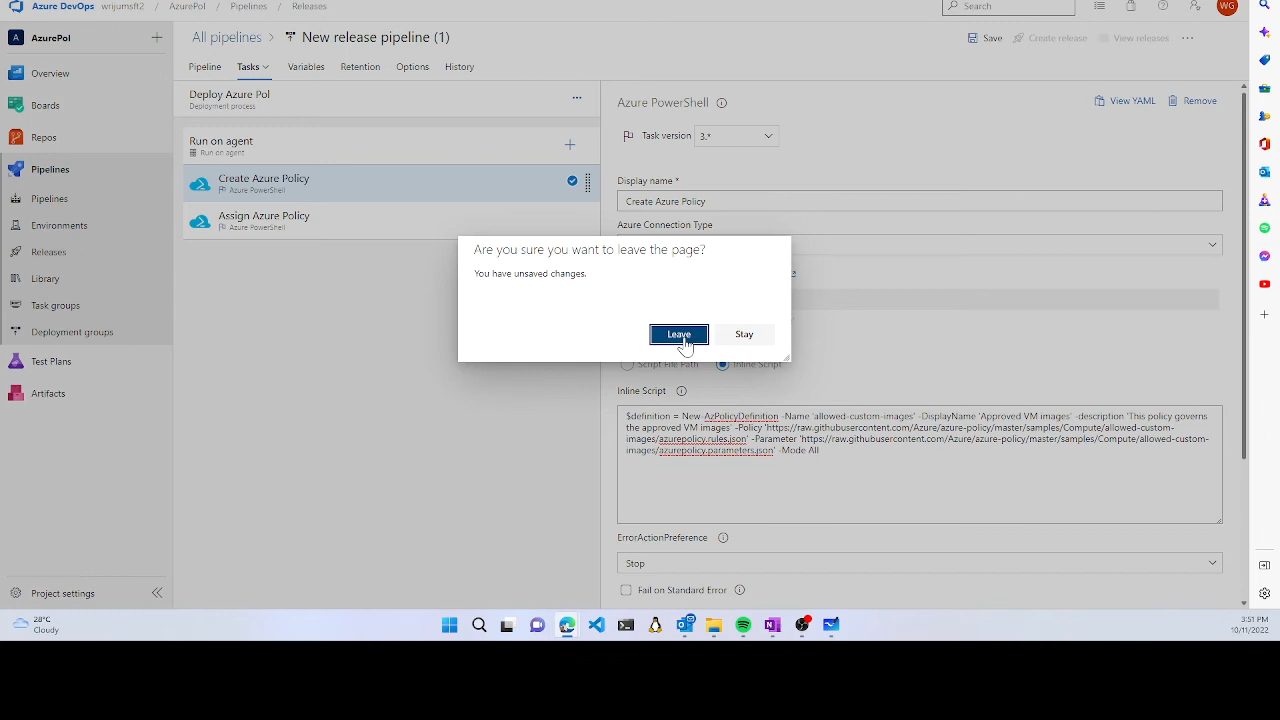 Azure DevOps wrijumsft2 / AzurePol / Pipelines / Releases
Search
WG
A AzurePol
All pipelines > New release pipeline (1)
Save Create release View releases ...
Overview
Boards
Repos
Pipelines
Pipelines
Environments
Releases
Library
Task groups
Deployment groups
Test Plans
Artifacts
Project settings
Pipeline Tasks Variables Retention Options History
Deploy Azure Pol
Deployment process
Run on agent
Run on agent
Create Azure Policy
Azure PowerShell
Assign Azure Policy
Azure PowerShell
Azure PowerShell
View YAML Remove
Task version 3.*
Display name *
Create Azure Policy
Azure Connection Type
Are you sure you want to leave the page?
You have unsaved changes.
Leave Stay
Script File Path Inline Script
Inline Script
$definition = New-AzPolicyDefinition -Name 'allowed-custom-images' -DisplayName 'Approved VM images' -description 'This policy governs
the approved VM images' -Policy 'https://raw.githubusercontent.com/Azure/azure-policy/master/samples/Compute/allowed-custom-
images/azurepolicy.rules.json' -Parameter 'https://raw.githubusercontent.com/Azure/azure-policy/master/samples/Compute/allowed-custom-
images/azurepolicy.parameters.json' -Mode All
ErrorActionPreference
Stop
Fail on Standard Error
28°C
Cloudy
3:51 PM
10/11/2022